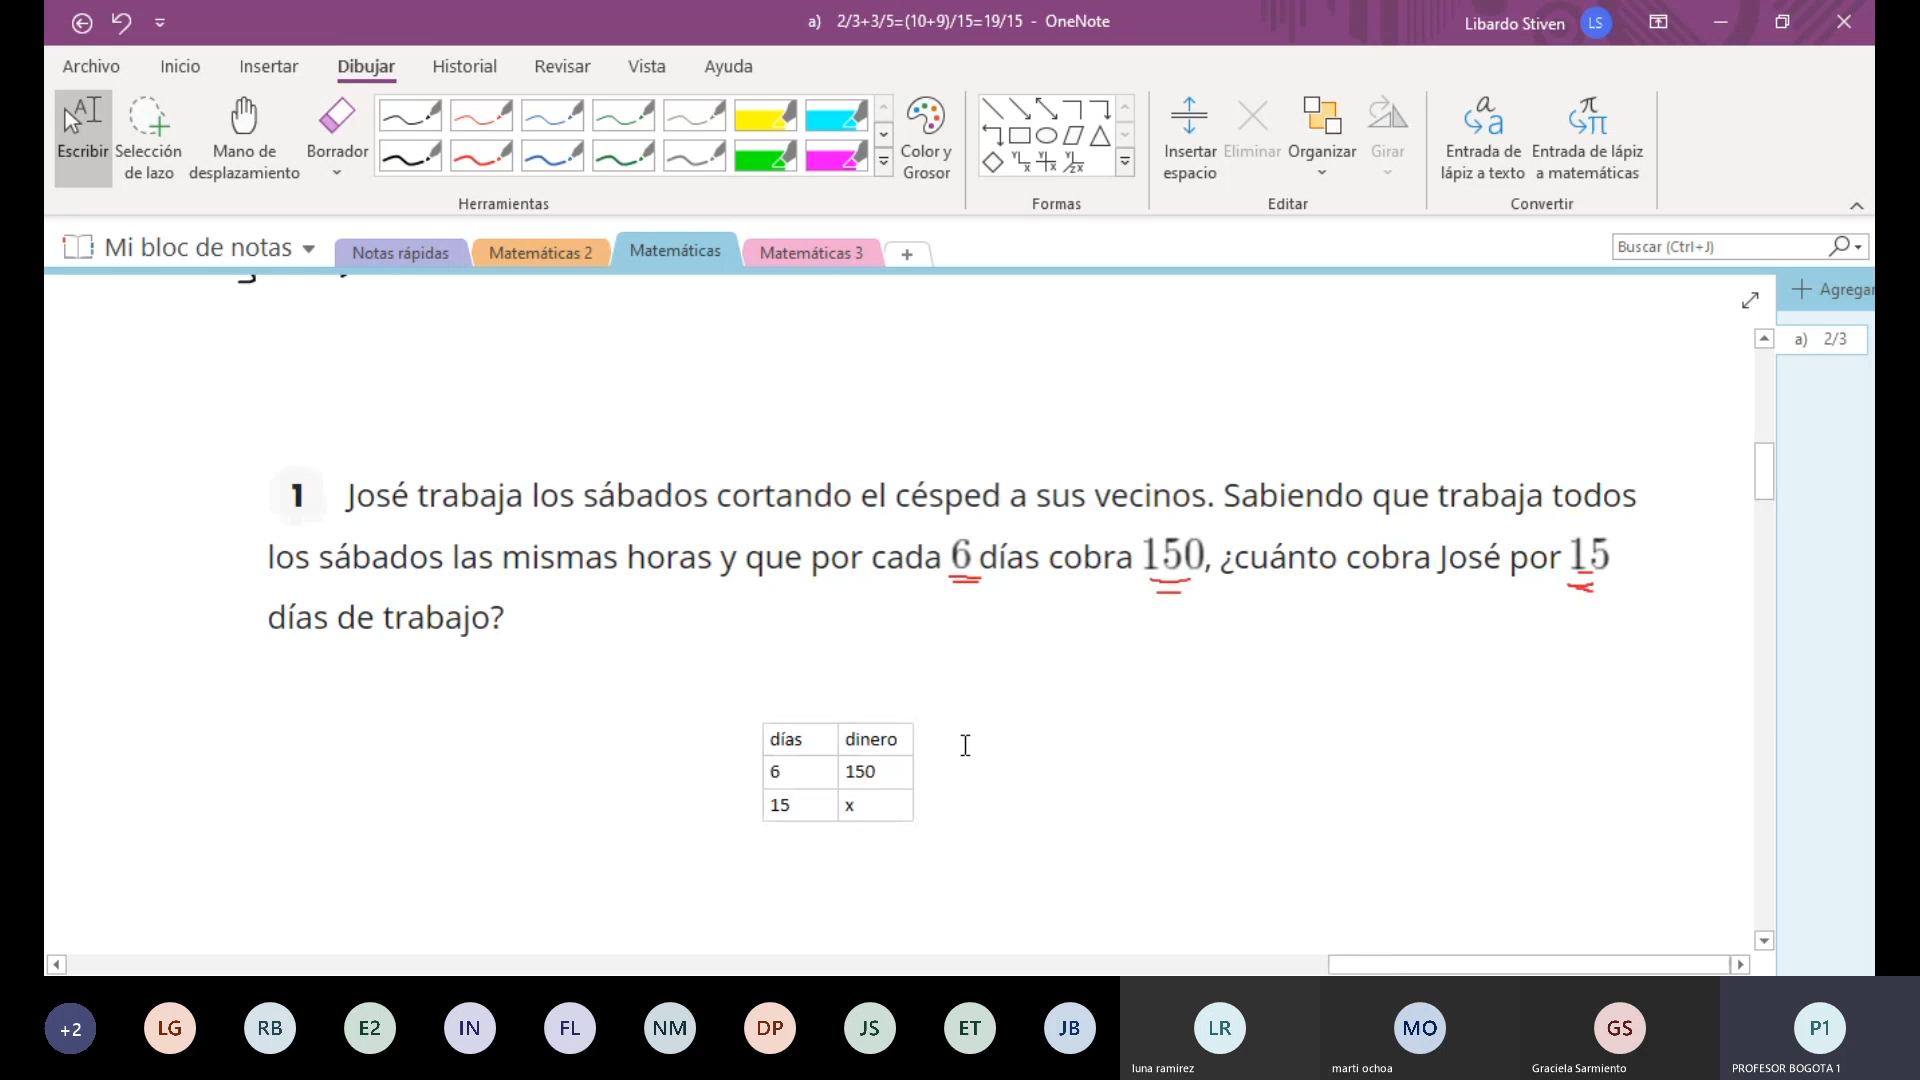 a) 2/3+3/5=(10+9)/15=19/15 - OneNote
Libardo Stiven
LS
Archivo Inicio Insertar Dibujar Historial Revisar Vista Ayuda
Escribir
Selección de lazo
Mano de desplazamiento
Borrador
Color y Grosor
Insertar espacio
Eliminar
Organizar
Girar
Entrada de lápiz a texto
Entrada de lápiz a matemáticas
Herramientas
Formas
Editar
Convertir
Mi bloc de notas
Notas rápidas
Matemáticas 2
Matemáticas
Matemáticas 3
Buscar (Ctrl+J)
Agregar
a) 2/3
1 José trabaja los sábados cortando el césped a sus vecinos. Sabiendo que trabaja todos
los sábados las mismas horas y que por cada 6 días cobra 150, ¿cuánto cobra José por 15
días de trabajo?
días dinero
6 150
15 x
+2 LG RB E2 IN FL NM DP JS ET JB LR MO GS P1
luna ramirez marti ochoa Graciela Sarmiento PROFESOR BOGOTA 1